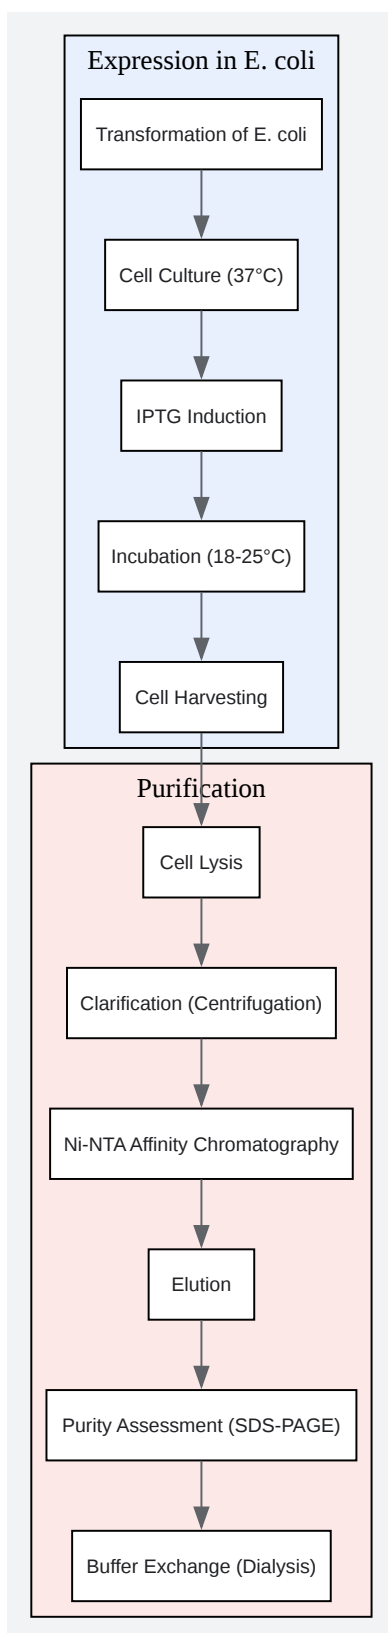 Expression in E. coli
Transformation of E. coli
Cell Culture (37°C)
IPTG Induction
Incubation (18-25°C)
Cell Harvesting
Purification
Cell Lysis
Clarification (Centrifugation)
Ni-NTA Affinity Chromatography
Elution
Purity Assessment (SDS-PAGE)
Buffer Exchange (Dialysis)